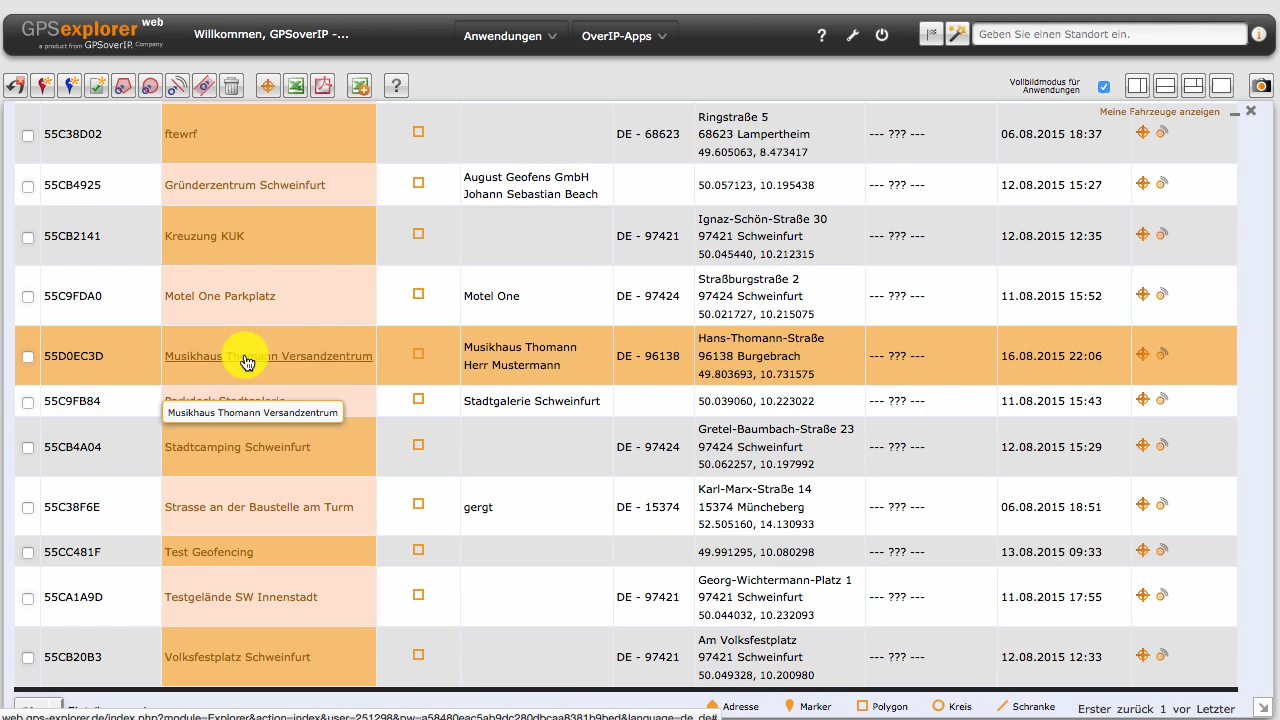 GPSexplorer web
a product from GPSoverIP. Company
Willkommen, GPSoverIP -...
Anwendungen
OverIP-Apps
?
Geben Sie einen Standort ein.
i
?
Vollbildmodus für
Anwendungen
Meine Fahrzeuge anzeigen
55C38D02 ftewrf DE - 68623 Ringstraße 5
68623 Lampertheim
49.605063, 8.473417 --- ??? --- 06.08.2015 18:37
55CB4925 Gründerzentrum Schweinfurt August Geofens GmbH
Johann Sebastian Beach 50.057123, 10.195438 --- ??? --- 12.08.2015 15:27
55CB2141 Kreuzung KUK DE - 97421 Ignaz-Schön-Straße 30
97421 Schweinfurt
50.045440, 10.212315 --- ??? --- 12.08.2015 12:35
55C9FDA0 Motel One Parkplatz Motel One DE - 97424 Straßburgstraße 2
97424 Schweinfurt
50.021727, 10.215075 --- ??? --- 11.08.2015 15:52
55D0EC3D Musikhaus Thomann Versandzentrum Musikhaus Thomann
Herr Mustermann DE - 96138 Hans-Thomann-Straße
96138 Burgebrach
49.803693, 10.731575 --- ??? --- 16.08.2015 22:06
55C9FB84 Parkdeck Stadtgalerie Stadtgalerie Schweinfurt 50.039060, 10.223022 --- ??? --- 11.08.2015 15:43
Musikhaus Thomann Versandzentrum
55CB4A04 Stadtcamping Schweinfurt DE - 97424 Gretel-Baumbach-Straße 23
97424 Schweinfurt
50.062257, 10.197992 --- ??? --- 12.08.2015 15:29
55C38F6E Strasse an der Baustelle am Turm gergt DE - 15374 Karl-Marx-Straße 14
15374 Müncheberg
52.505160, 14.130933 --- ??? --- 06.08.2015 18:51
55CC481F Test Geofencing 49.991295, 10.080298 --- ??? --- 13.08.2015 09:33
55CA1A9D Testgelände SW Innenstadt DE - 97421 Georg-Wichtermann-Platz 1
97421 Schweinfurt
50.044032, 10.232093 --- ??? --- 11.08.2015 17:55
55CB20B3 Volksfestplatz Schweinfurt DE - 97421 Am Volksfestplatz
97421 Schweinfurt
50.049328, 10.200980 --- ??? --- 12.08.2015 12:33
Adresse Marker Polygon Kreis Schranke Erster zurück 1 vor Letzter